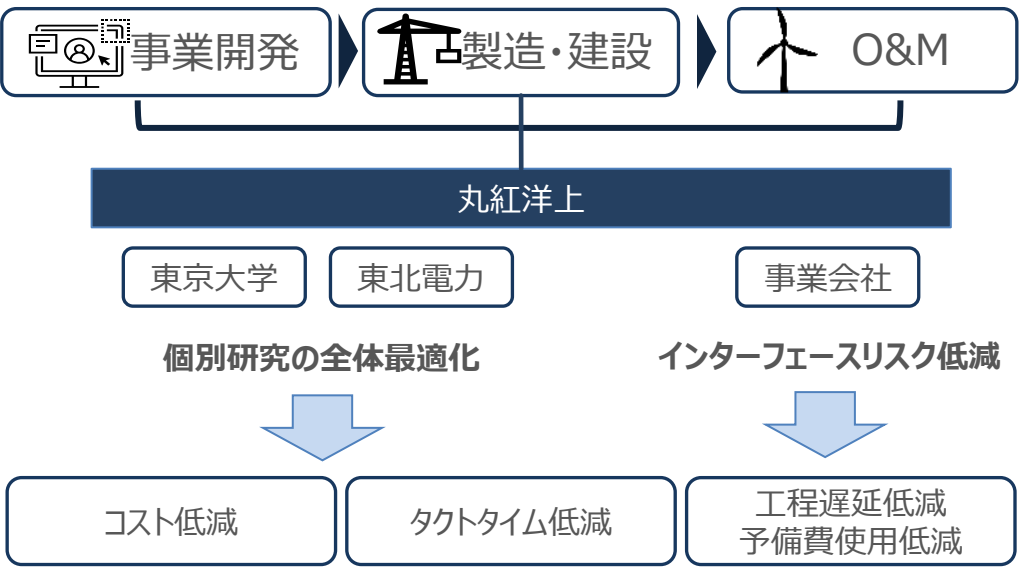 事業開発
製造・建設
O&M
丸紅洋上
東京大学
東北電力
事業会社
個別研究の全体最適化
インターフェースリスク低減
コスト低減
タクトタイム低減
工程遅延低減
予備費使用低減